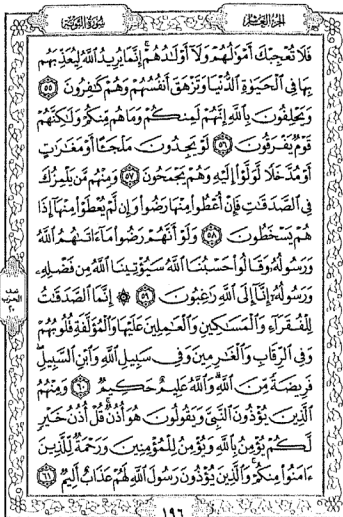 الجزء العاشر
سورة التوبة
فَلَا تُعْجِبْكَ أَمْوَٰلُهُمْ وَلَآ أَوْلَٰدُهُمْ ۚ إِنَّمَا يُرِيدُ ٱللَّهُ لِيُعَذِّبَهُم
بِهَا فِى ٱلْحَيَوٰةِ ٱلدُّنْيَا وَتَزْهَقَ أَنفُسُهُمْ وَهُمْ كَٰفِرُونَ ٥٥
وَيَحْلِفُونَ بِٱللَّهِ إِنَّهُمْ لَمِنكُمْ وَمَا هُم مِّنكُمْ وَلَٰكِنَّهُمْ
قَوْمٌ يَفْرَقُونَ ٥٦ لَوْ يَجِدُونَ مَلْجَـًٔا أَوْ مَغَٰرَٰتٍ
أَوْ مُدَّخَلًا لَّوَلَّوْا۟ إِلَيْهِ وَهُمْ يَجْمَحُونَ ٥٧ وَمِنْهُم مَّن يَلْمِزُكَ
فِى ٱلصَّدَقَٰتِ فَإِنْ أُعْطُوا۟ مِنْهَا رَضُوا۟ وَإِن لَّمْ يُعْطَوْا۟ مِنْهَآ إِذَا
هُمْ يَسْخَطُونَ ٥٨ وَلَوْ أَنَّهُمْ رَضُوا۟ مَآ ءَاتَىٰهُمُ ٱللَّهُ
وَرَسُولُهُۥ وَقَالُوا۟ حَسْبُنَا ٱللَّهُ سَيُؤْتِينَا ٱللَّهُ مِن فَضْلِهِۦ
وَرَسُولُهُۥٓ إِنَّآ إِلَى ٱللَّهِ رَٰغِبُونَ ٥٩ ۞ إِنَّمَا ٱلصَّدَقَٰتُ
لِلْفُقَرَآءِ وَٱلْمَسَٰكِينِ وَٱلْعَٰمِلِينَ عَلَيْهَا وَٱلْمُؤَلَّفَةِ قُلُوبُهُمْ
وَفِى ٱلرِّقَابِ وَٱلْغَٰرِمِينَ وَفِى سَبِيلِ ٱللَّهِ وَٱبْنِ ٱلسَّبِيلِ ۖ
فَرِيضَةً مِّنَ ٱللَّهِ ۗ وَٱللَّهُ عَلِيمٌ حَكِيمٌ ٦٠ وَمِنْهُمُ
ٱلَّذِينَ يُؤْذُونَ ٱلنَّبِىَّ وَيَقُولُونَ هُوَ أُذُنٌ ۚ قُلْ أُذُنُ خَيْرٍ
لَّكُمْ يُؤْمِنُ بِٱللَّهِ وَيُؤْمِنُ لِلْمُؤْمِنِينَ وَرَحْمَةٌ لِّلَّذِينَ
ءَامَنُوا۟ مِنكُمْ ۚ وَٱلَّذِينَ يُؤْذُونَ رَسُولَ ٱللَّهِ لَهُمْ عَذَابٌ أَلِيمٌ ٦١
نصف
الحزب
٢٠
١٩٦